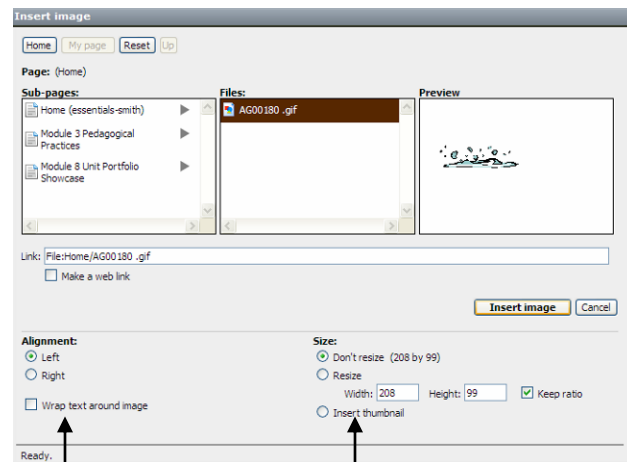 Insert image
Home My page Reset Up
Page: (Home)
Sub-pages: Files: Preview
Home (essentials-smith) AG00180 .gif
Module 3 Pedagogical
Practices
Module 8 Unit Portfolio
Showcase
Link: File:Home/AG00180 .gif
Make a web link
Insert image Cancel
Alignment: Size:
Left Don't resize (208 by 99)
Right Resize
Width: 208 Height: 99 Keep ratio
Wrap text around image
Insert thumbnail
Ready.